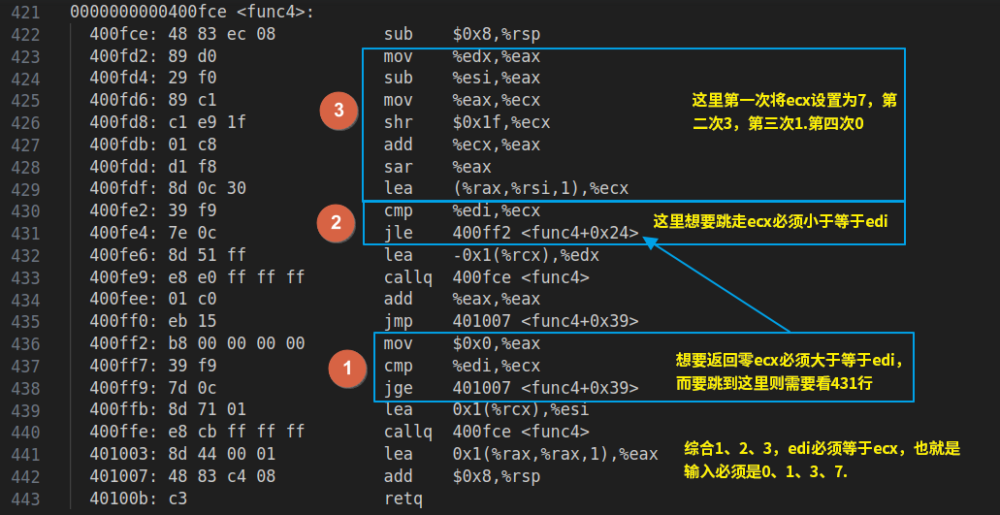 421 0000000000400fce <func4>:
422 400fce: 48 83 ec 08 sub $0x8,%rsp
423 400fd2: 89 d0 mov %edx,%eax
424 400fd4: 29 f0 sub %esi,%eax
425 400fd6: 89 c1 mov %eax,%ecx
426 400fd8: c1 e9 1f shr $0x1f,%ecx
427 400fdb: 01 c8 add %ecx,%eax
428 400fdd: d1 f8 sar %eax
429 400fdf: 8d 0c 30 lea (%rax,%rsi,1),%ecx
3
这里第一次将ecx设置为7，第
二次3，第三次1.第四次0
430 400fe2: 39 f9 cmp %edi,%ecx
431 400fe4: 7e 0c jle 400ff2 <func4+0x24>
2
这里想要跳走ecx必须小于等于edi
432 400fe6: 8d 51 ff lea -0x1(%rcx),%edx
433 400fe9: e8 e0 ff ff ff callq 400fce <func4>
434 400fee: 01 c0 add %eax,%eax
435 400ff0: eb 15 jmp 401007 <func4+0x39>
436 400ff2: b8 00 00 00 00 mov $0x0,%eax
437 400ff7: 39 f9 cmp %edi,%ecx
438 400ff9: 7d 0c jge 401007 <func4+0x39>
1
想要返回零ecx必须大于等于edi，
而要跳到这里则需要看431行
439 400ffb: 8d 71 01 lea 0x1(%rcx),%esi
440 400ffe: e8 cb ff ff ff callq 400fce <func4>
441 401003: 8d 44 00 01 lea 0x1(%rax,%rax,1),%eax
442 401007: 48 83 c4 08 add $0x8,%rsp
443 40100b: c3 retq
综合1、2、3，edi必须等于ecx，也就是
输入必须是0、1、3、7.